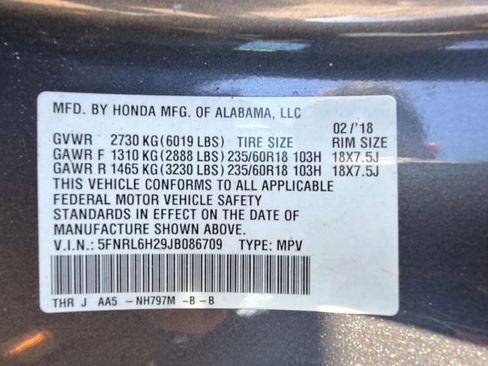 MFD. BY HONDA MFG. OF ALABAMA, LLC
02/'18
GVWR 2730 KG(6019 LBS) TIRE SIZE RIM SIZE
GAWR F 1310 KG(2888 LBS)235/60R18 103H 18X7.5J
GAWR R 1465 KG(3230 LBS)235/60R18 103H 18X7.5J
THIS VEHICLE CONFORMS TO ALL APPLICABLE
FEDERAL MOTOR VEHICLE SAFETY
STANDARDS IN EFFECT ON THE DATE OF
MANUFACTURE SHOWN ABOVE.
V.I.N.: 5FNRL6H29JB086709 TYPE: MPV
THR J AA5 -NH797M -B-B